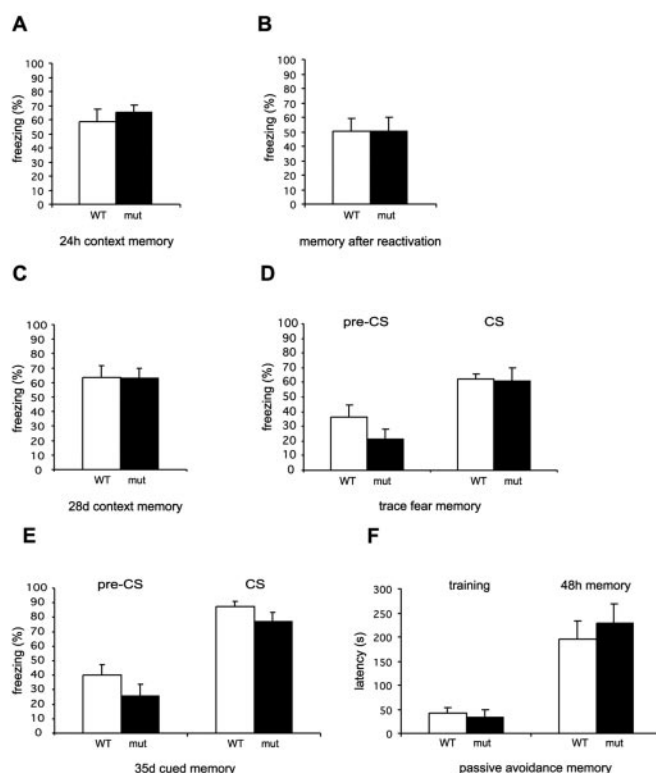 A
B
freezing (%)
100
90
80
70
60
50
40
30
20
10
0
WT mut
24h context memory
freezing (%)
100
90
80
70
60
50
40
30
20
10
0
WT mut
memory after reactivation
C
D
freezing (%)
100
90
80
70
60
50
40
30
20
10
0
WT mut
28d context memory
pre-CS CS
freezing (%)
100
90
80
70
60
50
40
30
20
10
0
WT mut WT mut
trace fear memory
E
F
pre-CS CS
freezing (%)
100
90
80
70
60
50
40
30
20
10
0
WT mut WT mut
35d cued memory
training 48h memory
latency (s)
300
250
200
150
100
50
0
WT mut WT mut
passive avoidance memory